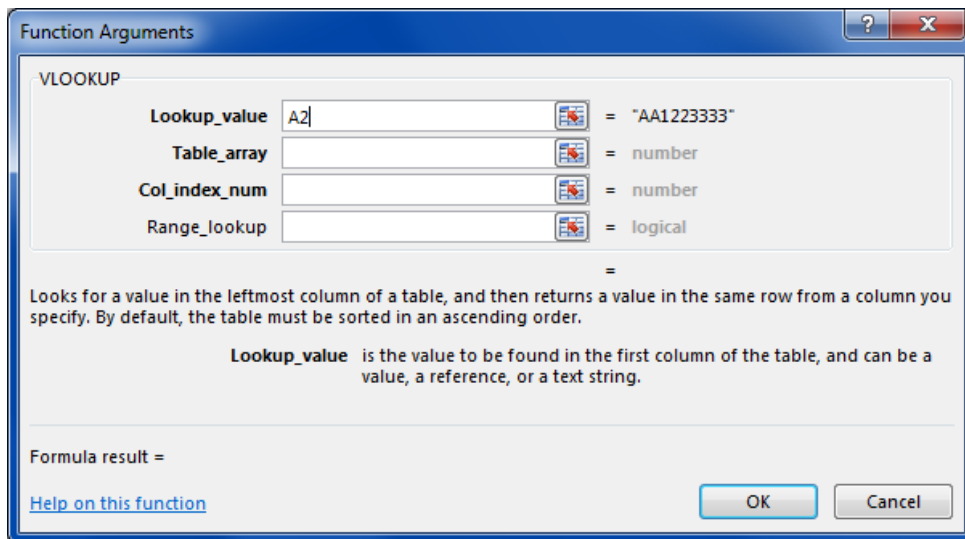 Function Arguments
?
X
VLOOKUP
Lookup_value A2 = "AA1223333"
Table_array = number
Col_index_num = number
Range_lookup = logical
=
Looks for a value in the leftmost column of a table, and then returns a value in the same row from a column you
specify. By default, the table must be sorted in an ascending order.
Lookup_value is the value to be found in the first column of the table, and can be a
value, a reference, or a text string.
Formula result =
Help on this function
OK
Cancel